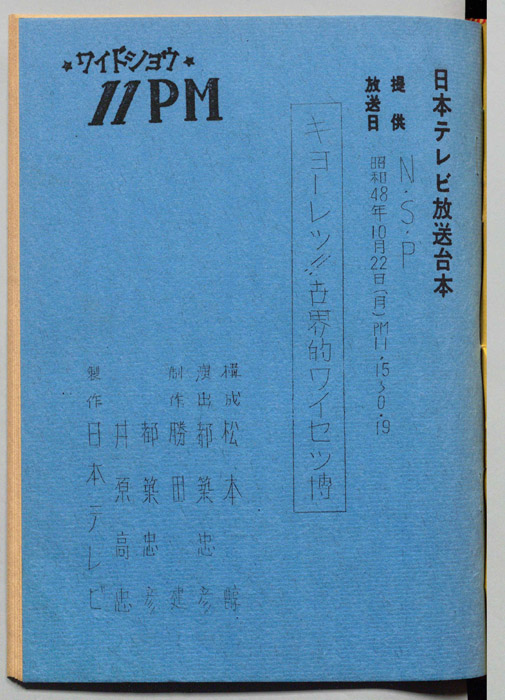 日本テレビ放送台本
提供 N・S・P
放送日 昭和48年10月22日(月)PM11・15〜0・19
キョーレツ!!古界的ワイセツ博
★ワイドショウ★
11PM
構成 松本
演出 都築忠彦
制作 勝田建
都築忠彦
井原高忠
製作 日本テレビ